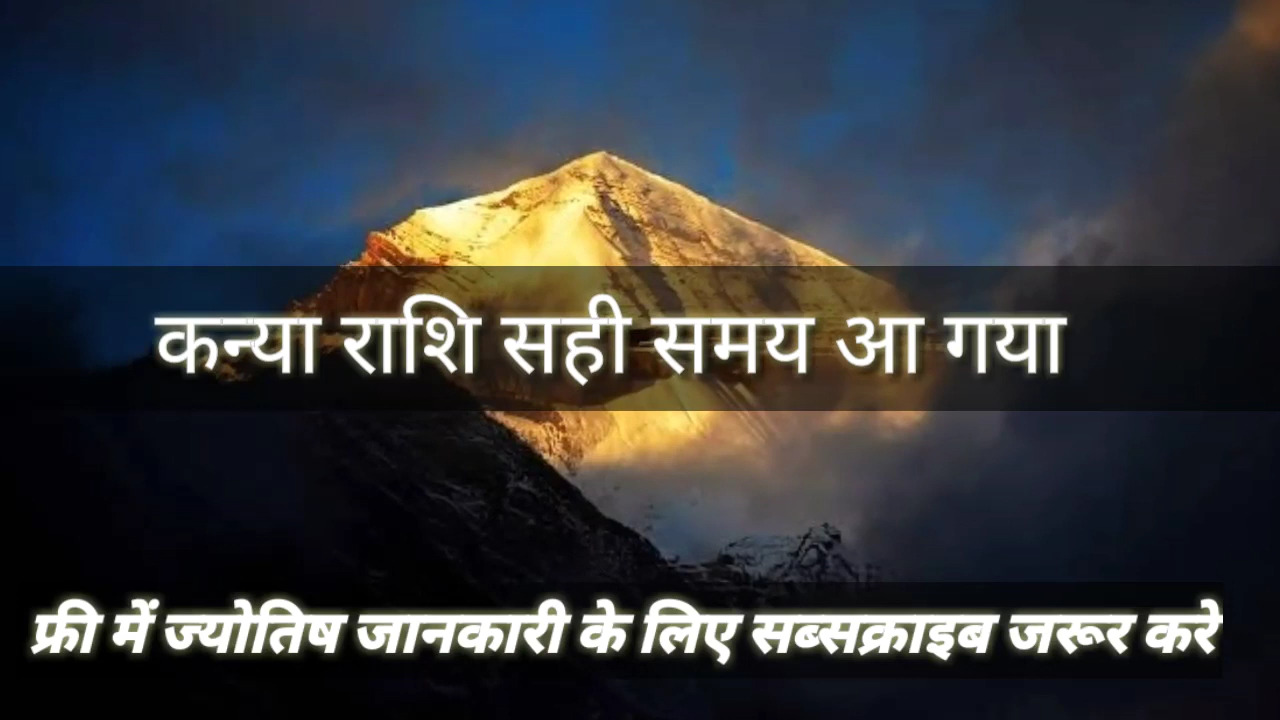 कन्या राशि सही समय आ गया
फ्री में ज्योतिष जानकारी के लिए सब्सक्राइब जरूर करे